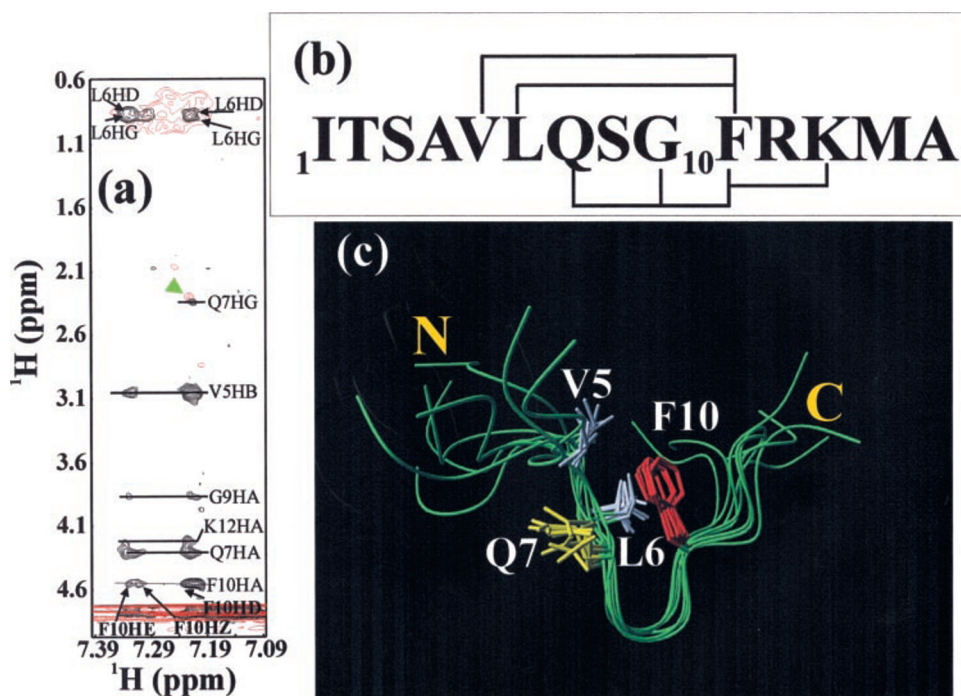 (a)
0.6
1.1
1.6
2.1
2.6
3.1
3.6
4.1
4.6
¹H (ppm)
L6HD L6HD
L6HG L6HG
Q7HG
V5HB
G9HA
K12HA
Q7HA
F10HA
F10HD
F10HE F10HZ
7.39 7.29 7.19 7.09
¹H (ppm)
(b)
₁ITSAVLQSG₁₀FRKMA
(c)
N
V5
F10
C
Q7
L6